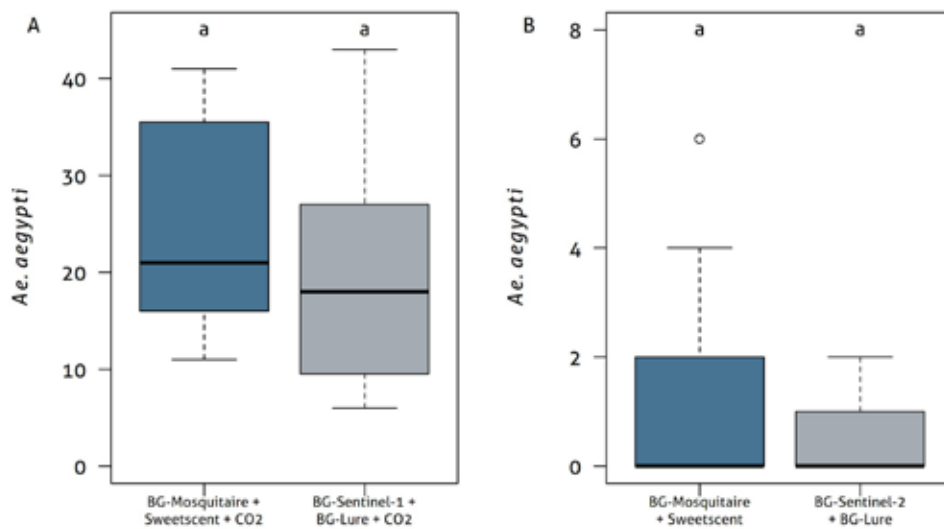 A
a
a
40
30
20
10
0
Ae. aegypti
BG-Mosquitaire +
Sweetscent + CO2
BG-Sentinel-1 +
BG-Lure + CO2
B
a
a
8
6
4
2
0
Ae. aegypti
BG-Mosquitaire
+ Sweetscent
BG-Sentinel-2
+ BG-Lure